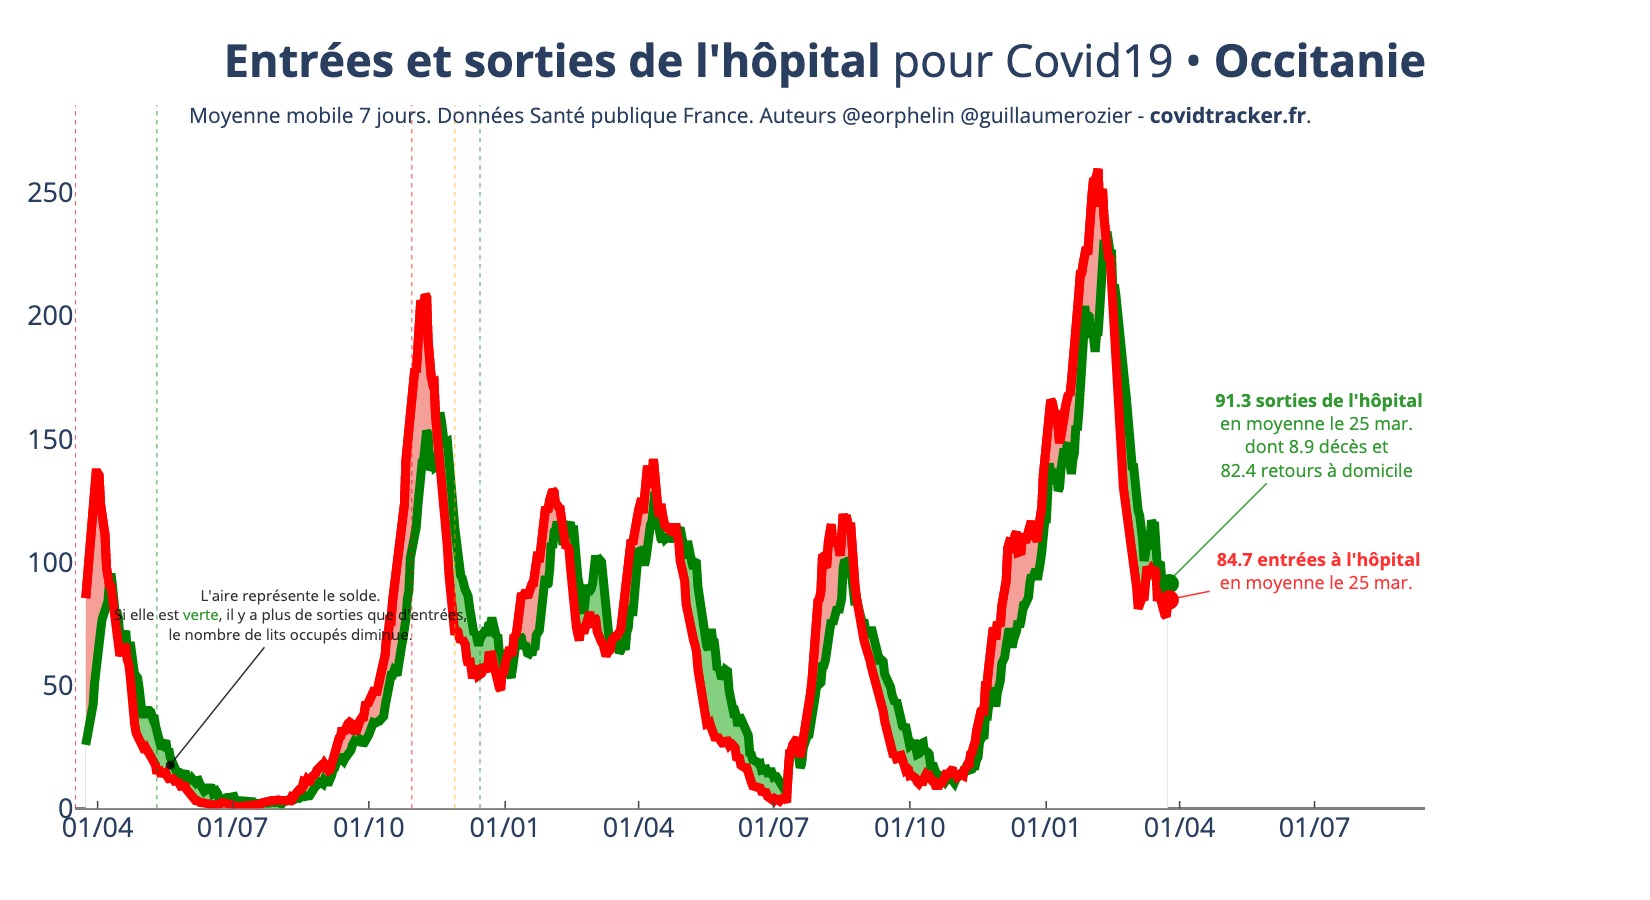 Entrées et sorties de l'hôpital pour Covid19 • Occitanie
Moyenne mobile 7 jours. Données Santé publique France. Auteurs @eorphelin @guillaumerozier - covidtracker.fr.
250
200
150
100
50
0
91.3 sorties de l'hôpital
en moyenne le 25 mar.
dont 8.9 décès et
82.4 retours à domicile
84.7 entrées à l'hôpital
en moyenne le 25 mar.
L'aire représente le solde.
Si elle est verte, il y a plus de sorties que d'entrées,
le nombre de lits occupés diminue.
01/04 01/07 01/10 01/01 01/04 01/07 01/10 01/01 01/04 01/07